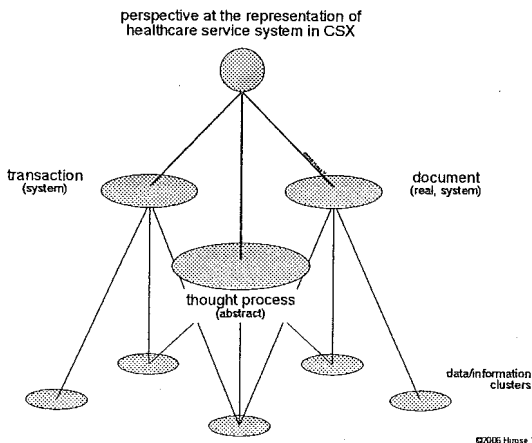 perspective at the representation of
healthcare service system in CSX
transaction
(system)
document
(real, system)
thought process
(abstract)
data/information
clusters
©2006